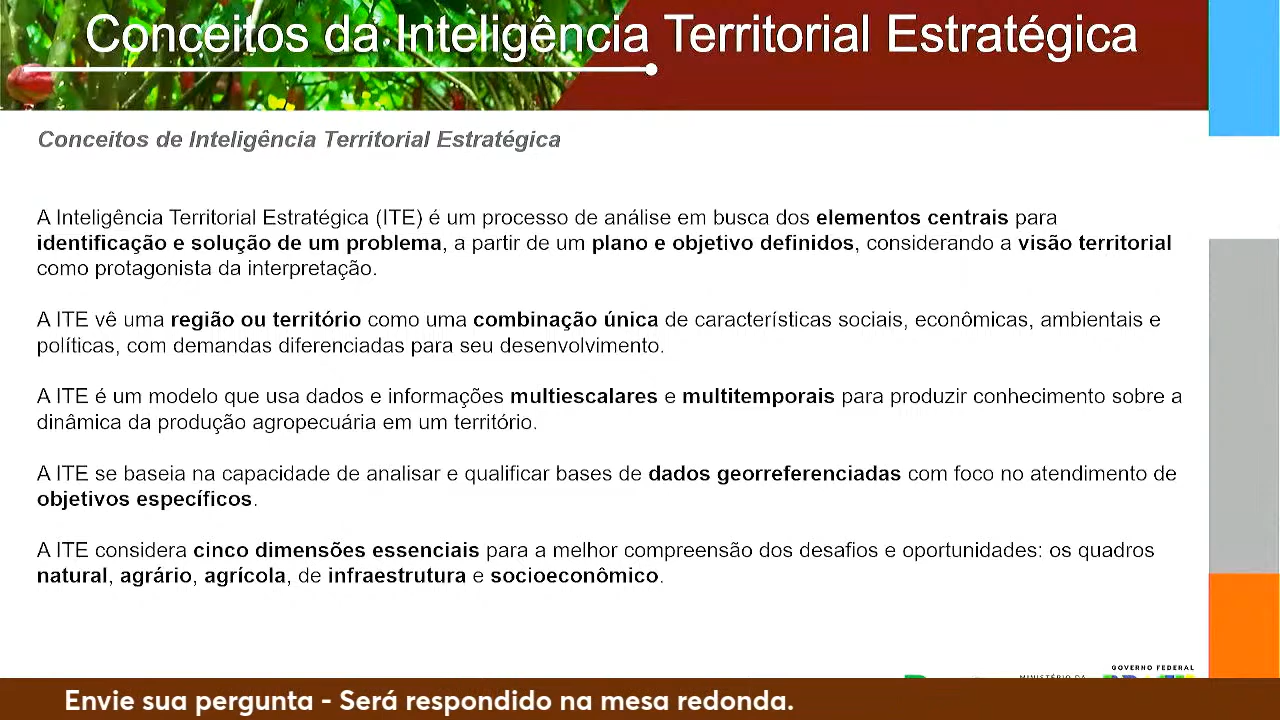 Conceitos da Inteligência Territorial Estratégica
Conceitos de Inteligência Territorial Estratégica
A Inteligência Territorial Estratégica (ITE) é um processo de análise em busca dos elementos centrais para
identificação e solução de um problema, a partir de um plano e objetivo definidos, considerando a visão territorial
como protagonista da interpretação.
A ITE vê uma região ou território como uma combinação única de características sociais, econômicas, ambientais e
políticas, com demandas diferenciadas para seu desenvolvimento.
A ITE é um modelo que usa dados e informações multiescalares e multitemporais para produzir conhecimento sobre a
dinâmica da produção agropecuária em um território.
A ITE se baseia na capacidade de analisar e qualificar bases de dados georreferenciadas com foco no atendimento de
objetivos específicos.
A ITE considera cinco dimensões essenciais para a melhor compreensão dos desafios e oportunidades: os quadros
natural, agrário, agrícola, de infraestrutura e socioeconômico.
GOVERNO FEDERAL
MINISTÉRIO DA
Envie sua pergunta - Será respondido na mesa redonda.